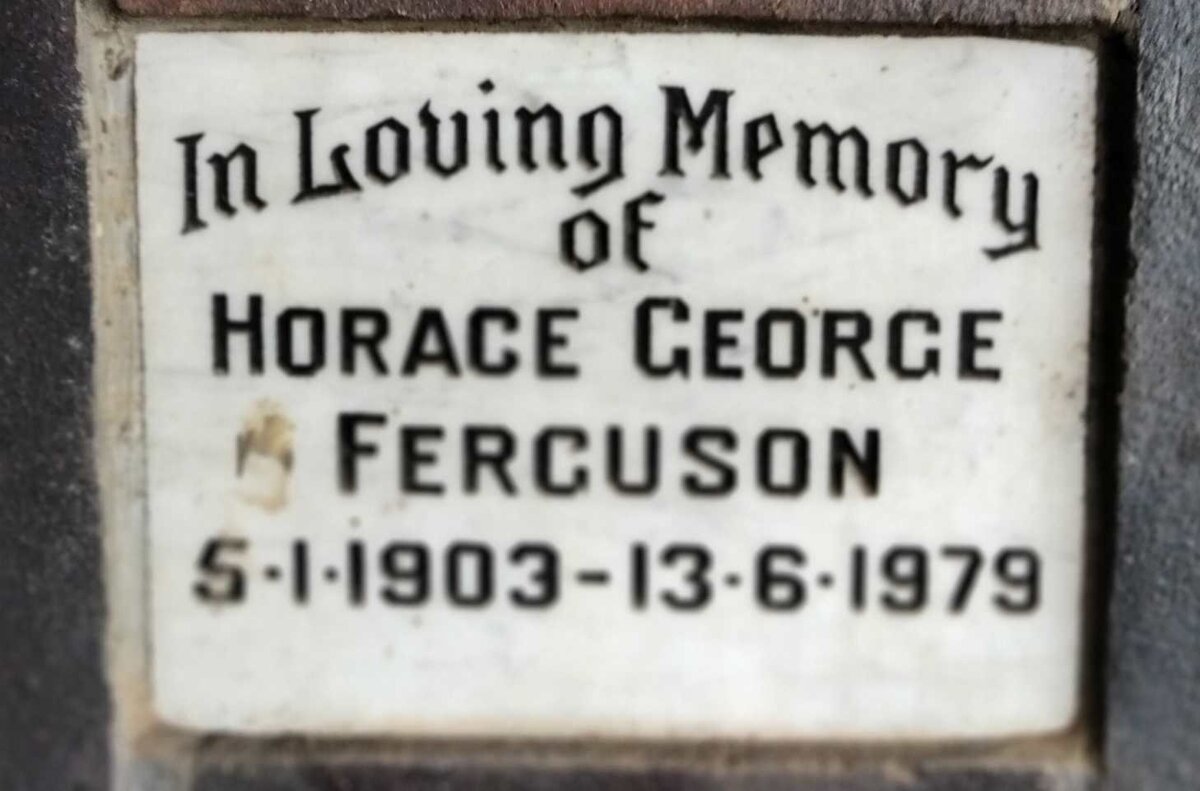 In Loving Memory
of
HORACE GEORGE
FERGUSON
5·1·1903-13·6·1979